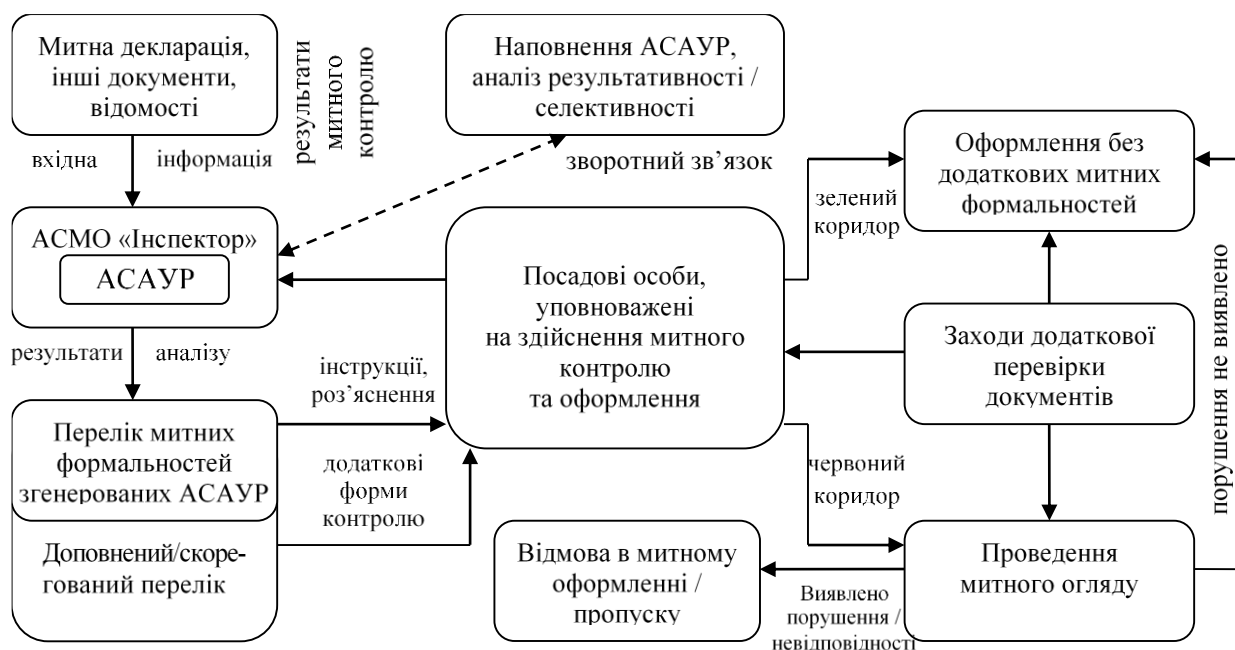 Митна декларація,
інші документи,
відомості
результати
митного
контролю
Наповнення АСАУР,
аналіз результативності /
селективності
вхідна
інформація
зворотний зв’язок
Оформлення без
додаткових митних
формальностей
зелений
коридор
АСМО «Інспектор»
АСАУР
Посадові особи,
уповноважені
на здійснення митного
контролю
та оформлення
Заходи додаткової
перевірки
документів
порушення не виявлено
результати
аналізу
інструкції,
роз’яснення
Перелік митних
формальностей
згенерованих АСАУР
додаткові
форми
контролю
червоний
коридор
Доповнений/скоре-
гований перелік
Відмова в митному
оформленні /
пропуску
Виявлено
порушення /
невідповідності
Проведення
митного огляду